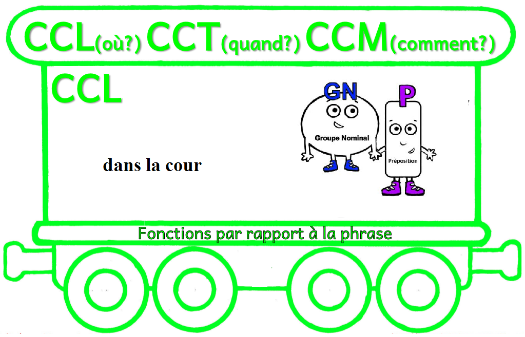 CCL(où?) CCT(quand?) CCM(comment?)
CCL
GN
P
Groupe Nominal
Préposition
dans la cour
Fonctions par rapport à la phrase